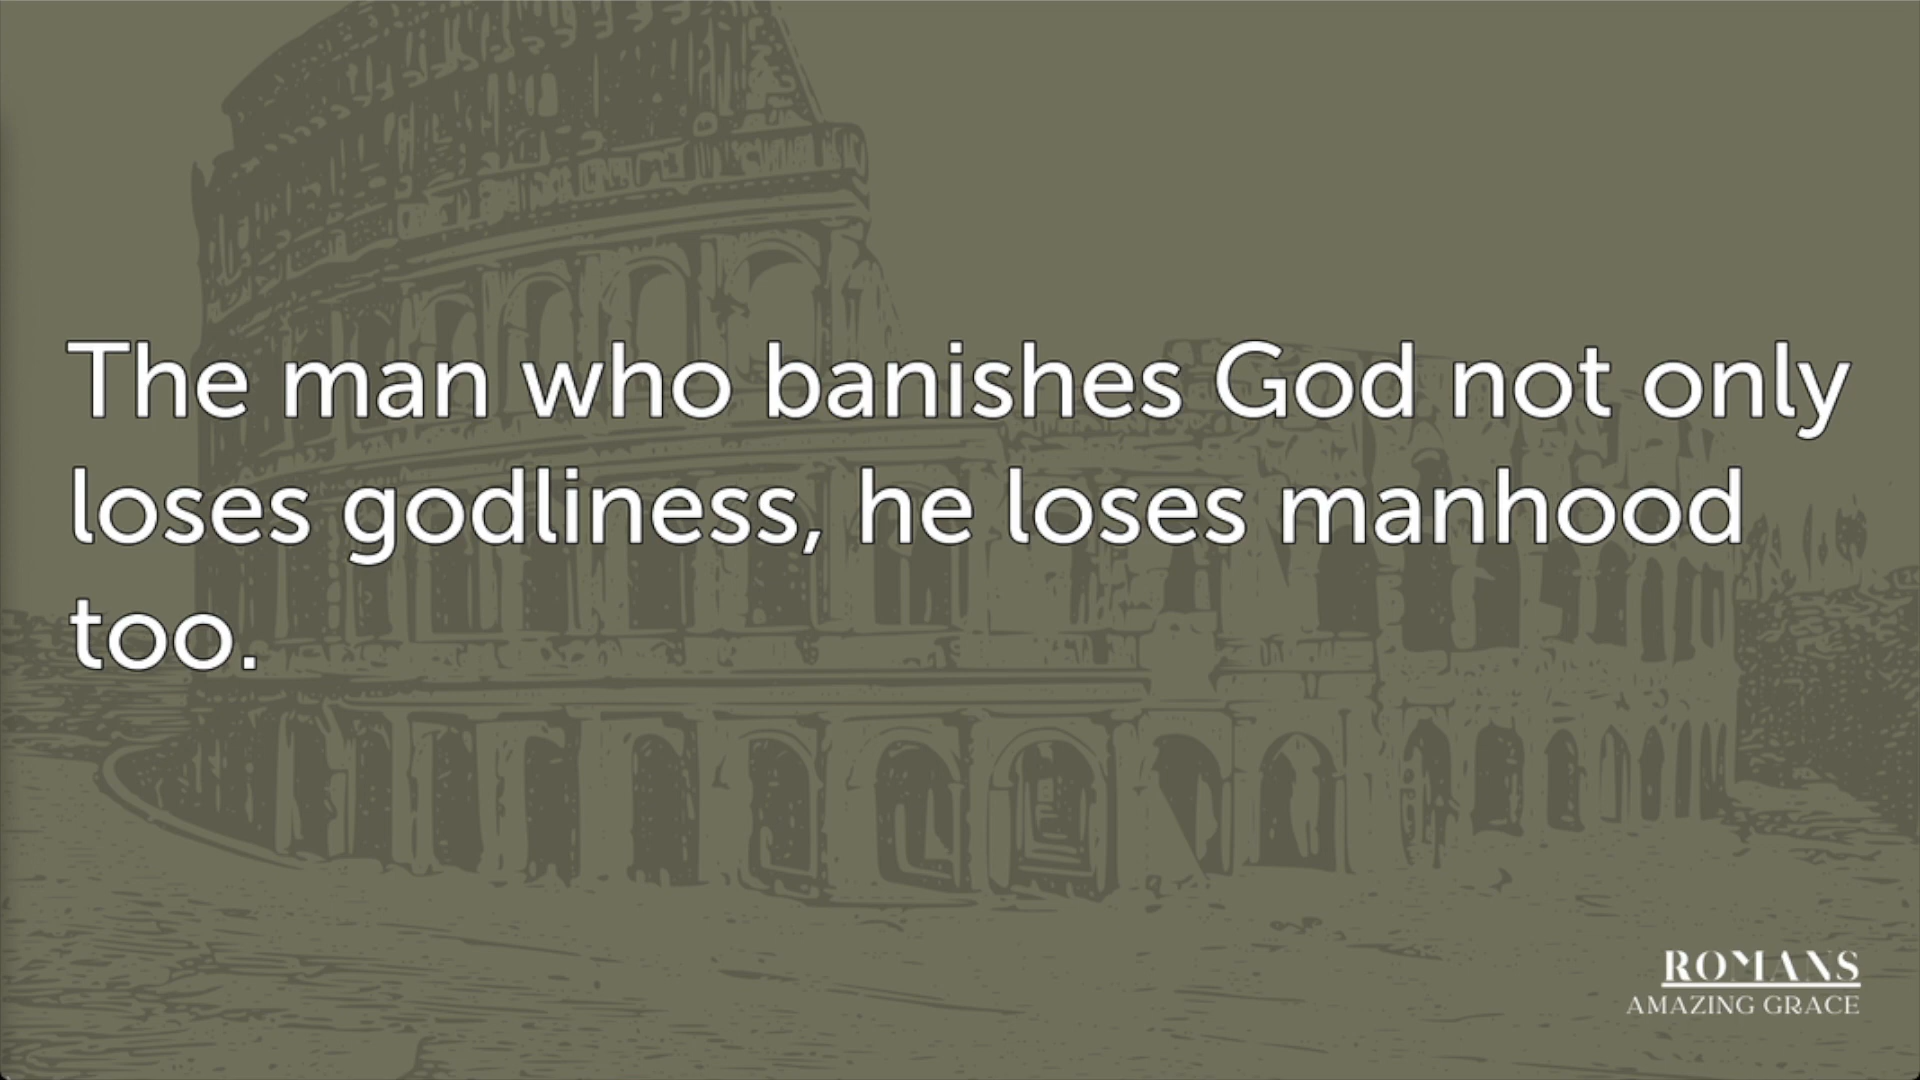 The man who banishes God not only
loses godliness, he loses manhood
too.
ROMANS
AMAZING GRACE